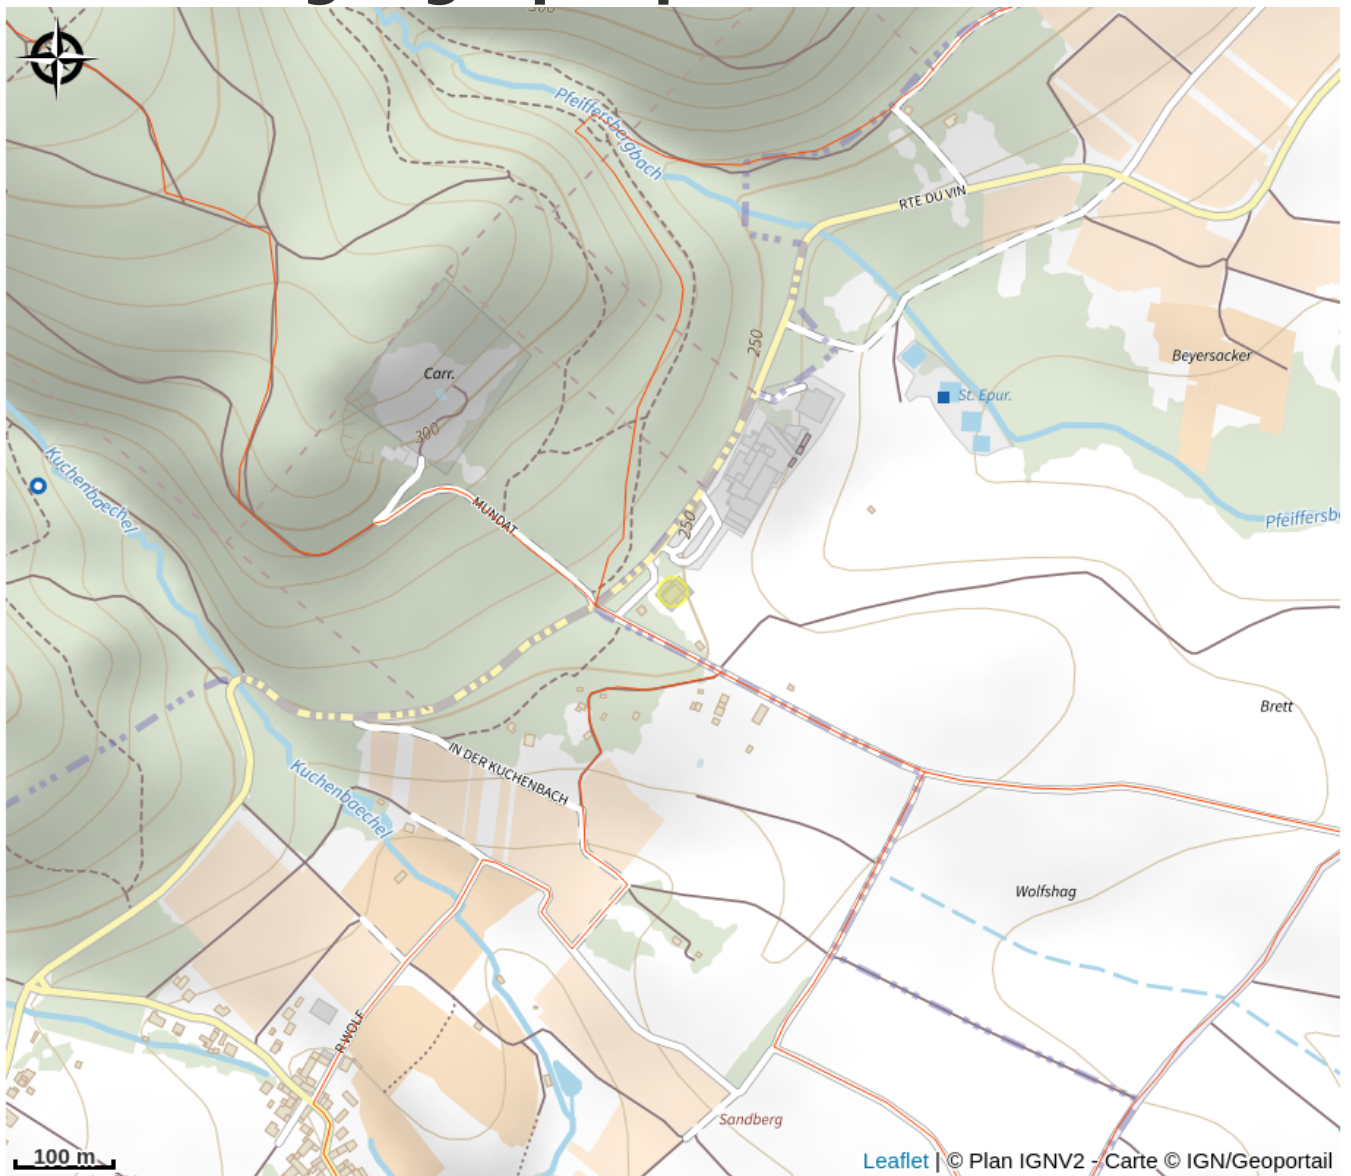 Pfeiffersbergbach
RTE DU VIN
250
Beyersacker
Carr.
St. Epur.
300
Kuchenbaechel
MUNDAT
250
Pfeiffersb
Brett
IN DER KUCHENBACH
Kuchenbaechel
Wolfshag
R WOLF
Sandberg
100 m
Leaflet | © Plan IGNV2 - Carte © IGN/Geoportail